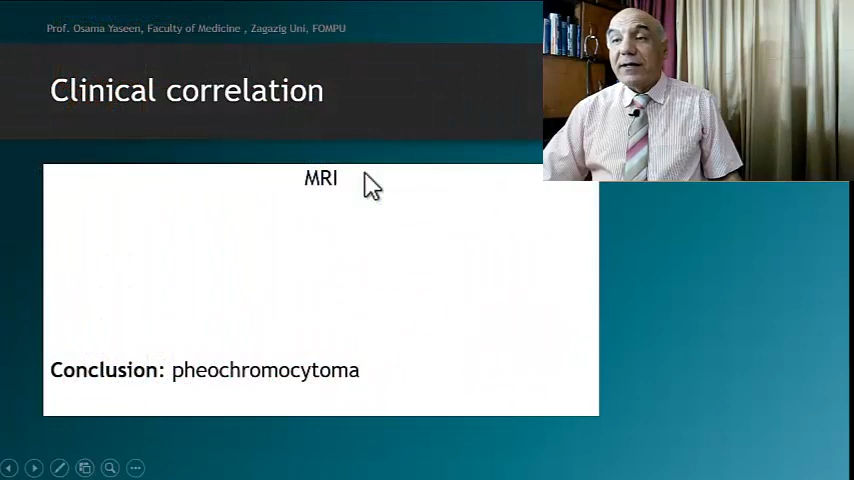 Prof. Osama Yaseen, Faculty of Medicine , Zagazig Uni, FOMPU
Clinical correlation
MRI
Conclusion: pheochromocytoma